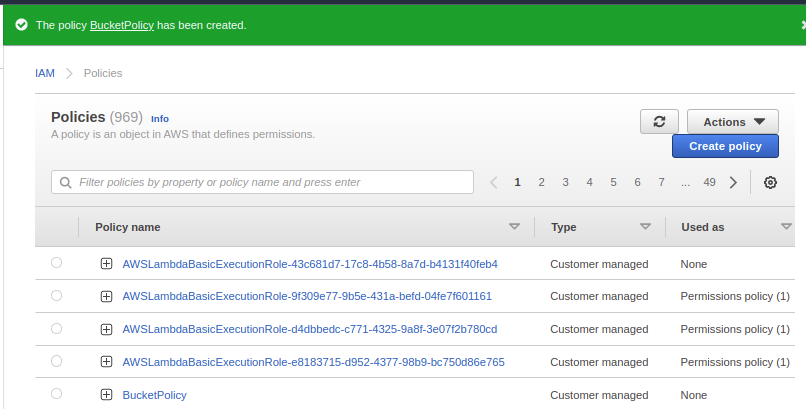 The policy BucketPolicy has been created.
IAM > Policies
Policies (969) Info
A policy is an object in AWS that defines permissions.
Actions
Create policy
Filter policies by property or policy name and press enter
1 2 3 4 5 6 7 ... 49
Policy name Type Used as
AWSLambdaBasicExecutionRole-43c681d7-17c8-4b58-8a7d-b4131f40feb4 Customer managed None
AWSLambdaBasicExecutionRole-9f309e77-9b5e-431a-befd-04fe7f601161 Customer managed Permissions policy (1)
AWSLambdaBasicExecutionRole-d4dbbedc-c771-4325-9a8f-3e07f2b780cd Customer managed Permissions policy (1)
AWSLambdaBasicExecutionRole-e8183715-d952-4377-98b9-bc750d86e765 Customer managed Permissions policy (1)
BucketPolicy Customer managed None